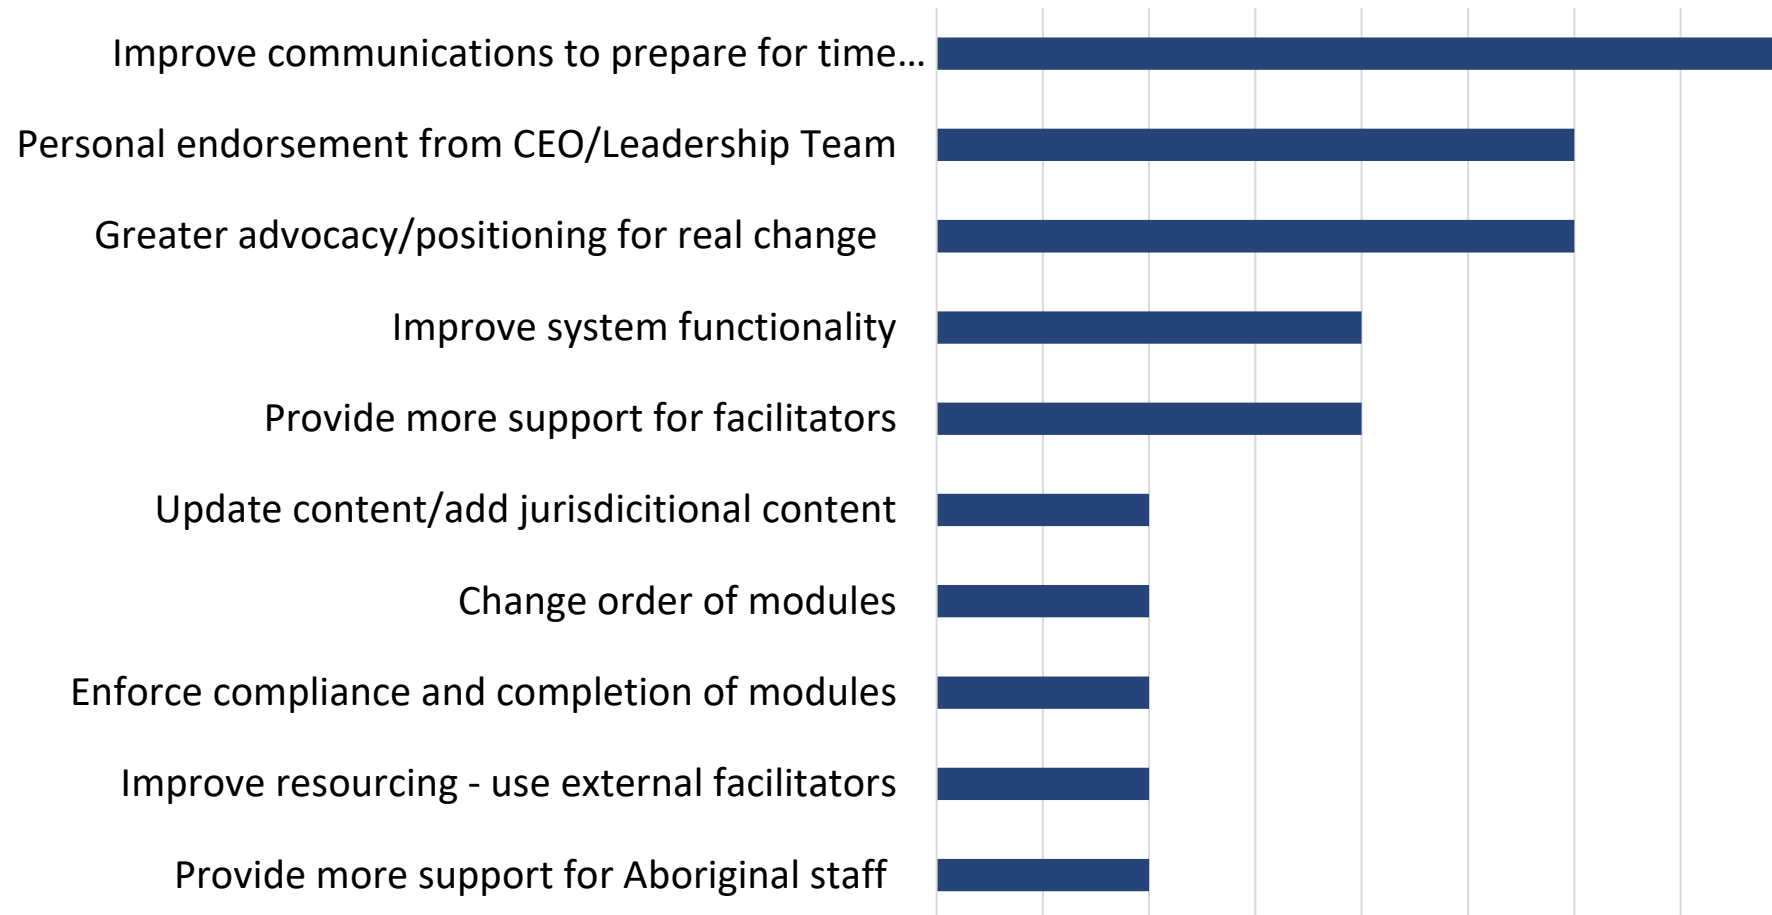 Improve communications to prepare for time…
Personal endorsement from CEO/Leadership Team
Greater advocacy/positioning for real change
Improve system functionality
Provide more support for facilitators
Update content/add jurisdicitional content
Change order of modules
Enforce compliance and completion of modules
Improve resourcing - use external facilitators
Provide more support for Aboriginal staff